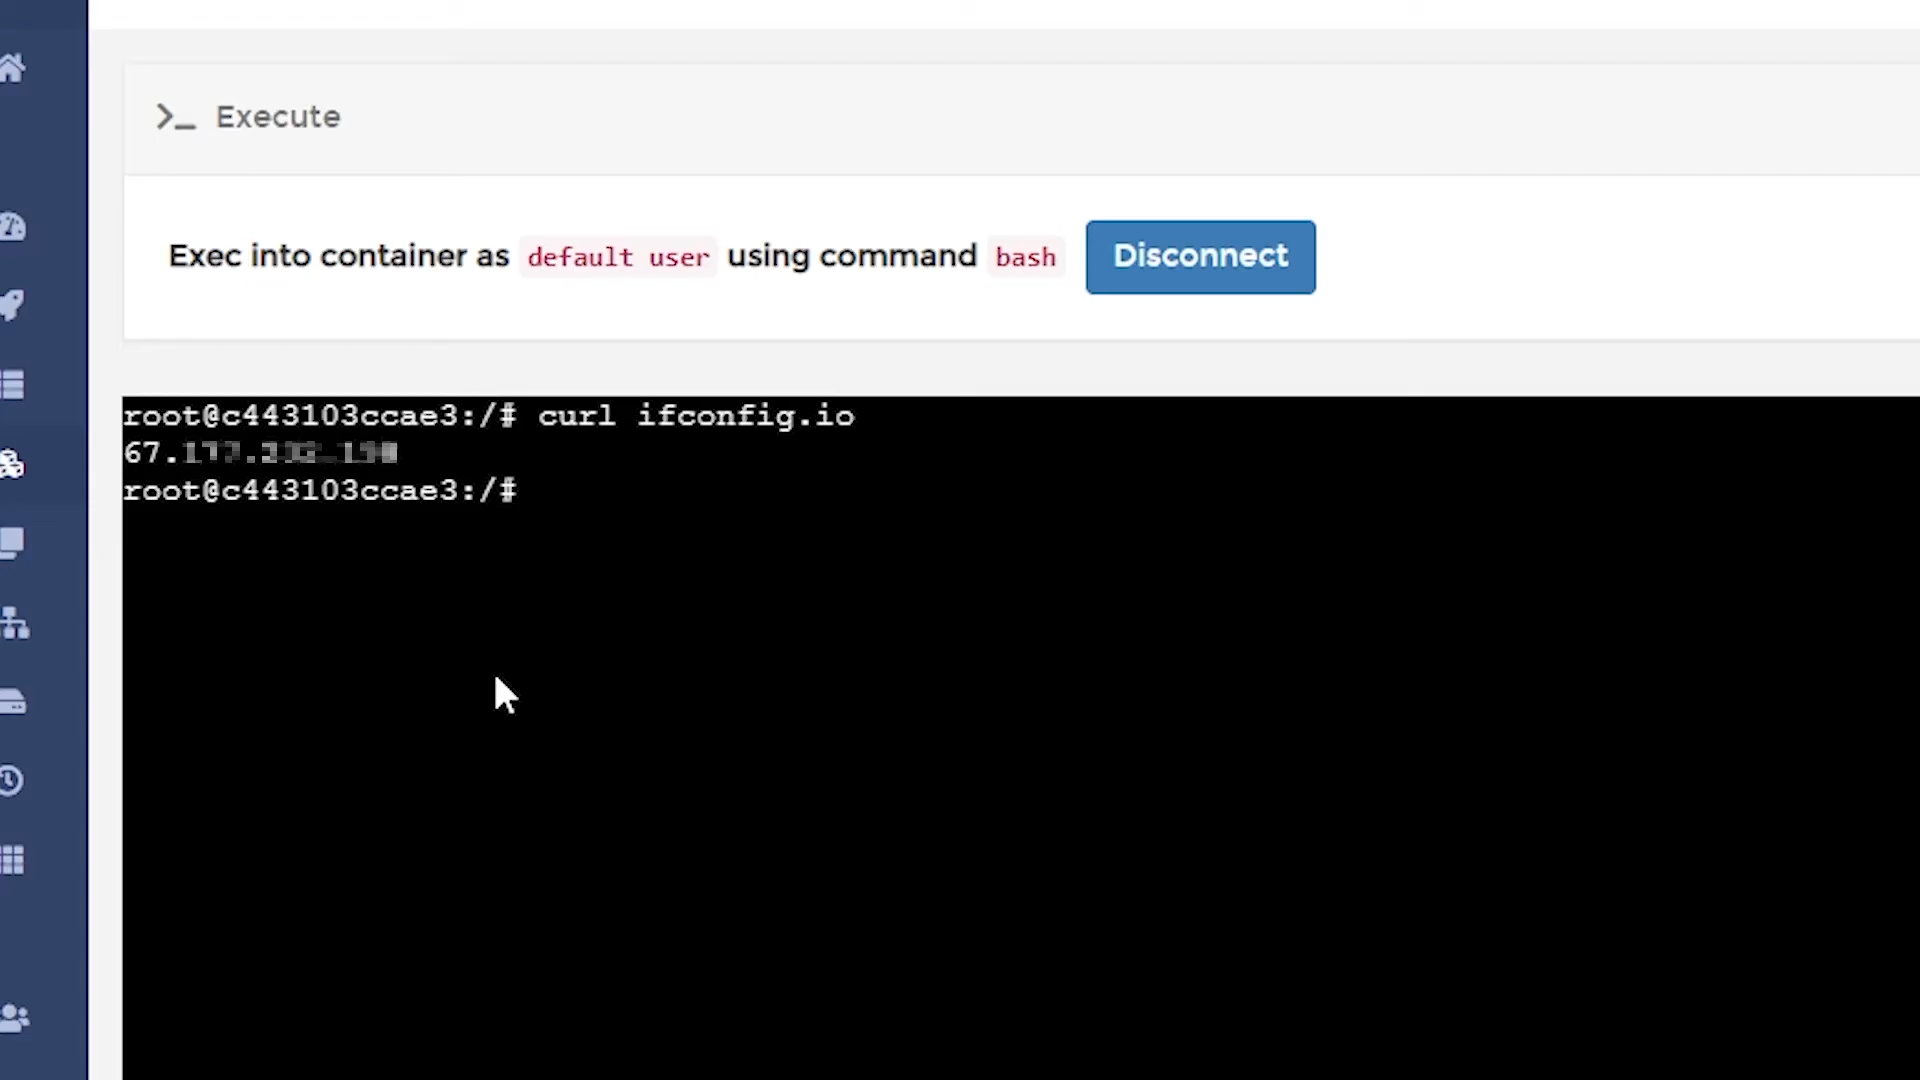 >_ Execute
Exec into container as default user using command bash Disconnect
root@c443103ccae3:/# curl ifconfig.io
67.
root@c443103ccae3:/#